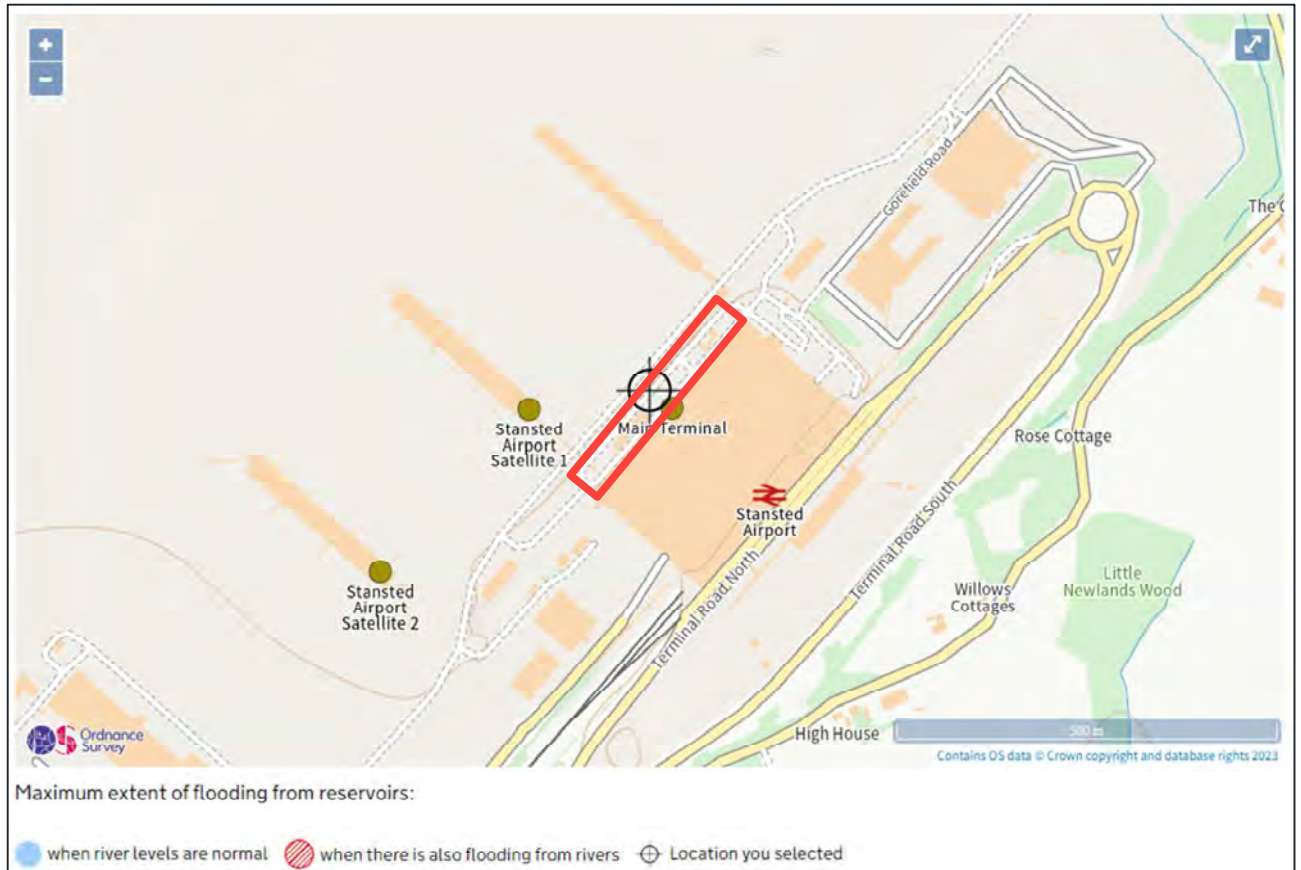 +
-
Gorefield Road
The
Stansted
Airport
Satellite 1
Main Terminal
Rose Cottage
Stansted
Airport
Terminal Road South
Stansted
Airport
Satellite 2
Willows
Cottages
Little
Newlands Wood
Terminal Road North
High House
500 m
Ordnance
Survey
Contains OS data © Crown copyright and database rights 2023
Maximum extent of flooding from reservoirs:
when river levels are normal when there is also flooding from rivers Location you selected